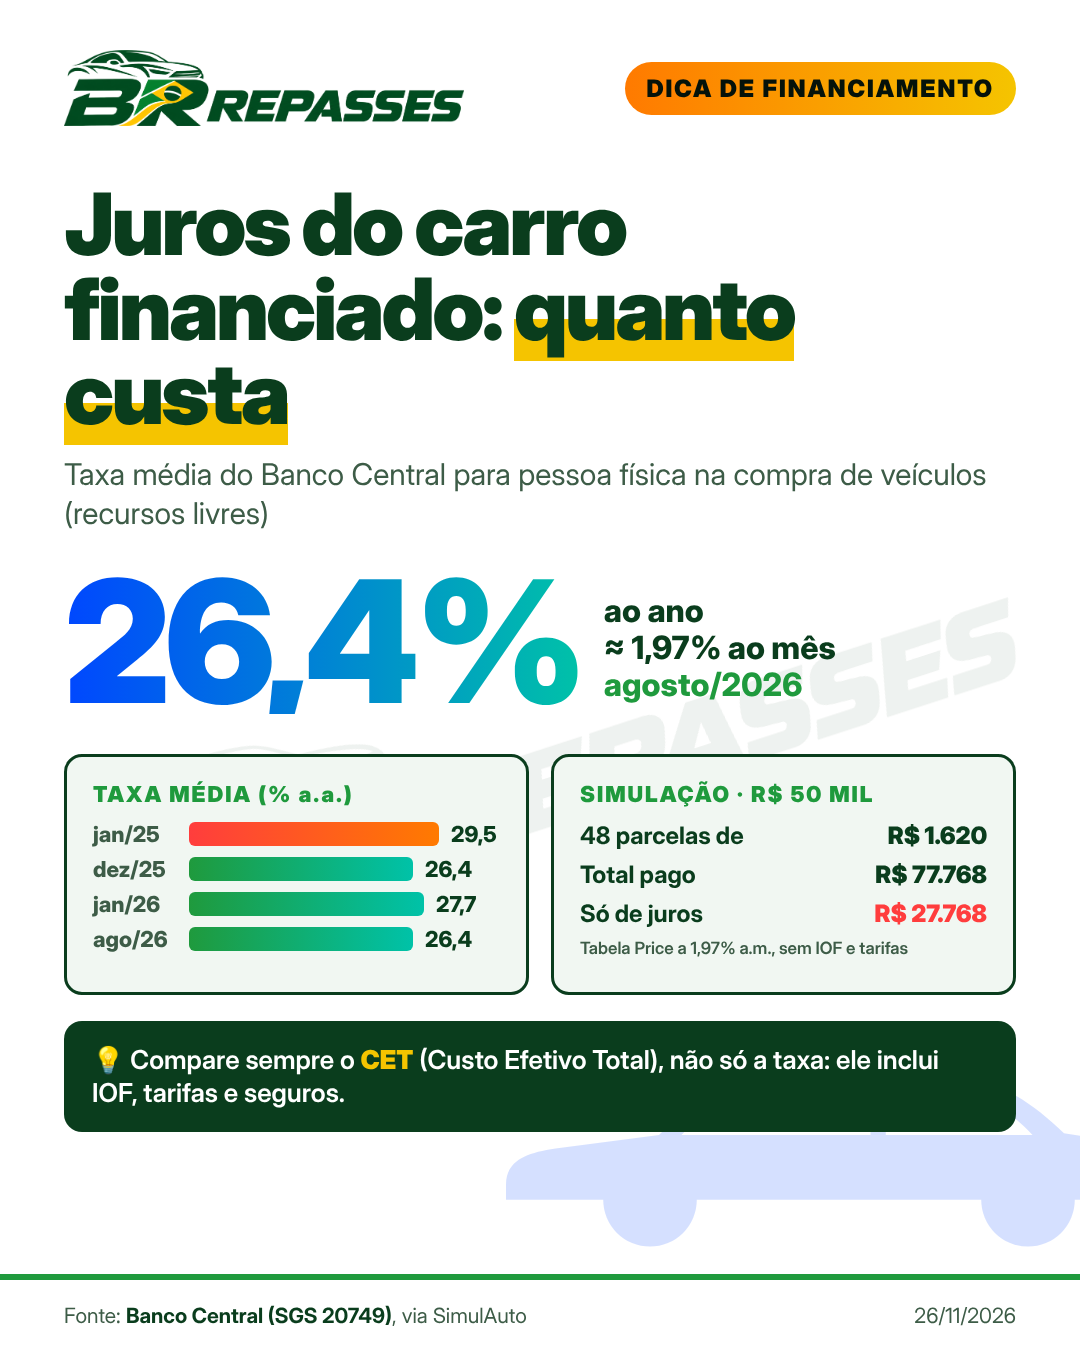 BR REPASSES
DICA DE FINANCIAMENTO
Juros do carro
financiado: quanto
custa
Taxa média do Banco Central para pessoa física na compra de veículos
(recursos livres)
26,4%
ao ano
≈ 1,97% ao mês
agosto/2026
EPASSES
TAXA MÉDIA (% a.a.)
jan/25 29,5
dez/25 26,4
jan/26 27,7
ago/26 26,4
SIMULAÇÃO · R$ 50 MIL
48 parcelas de R$ 1.620
Total pago R$ 77.768
Só de juros R$ 27.768
Tabela Price a 1,97% a.m., sem IOF e tarifas
💡 Compare sempre o CET (Custo Efetivo Total), não só a taxa: ele inclui
IOF, tarifas e seguros.
Fonte: Banco Central (SGS 20749), via SimulAuto
26/11/2026